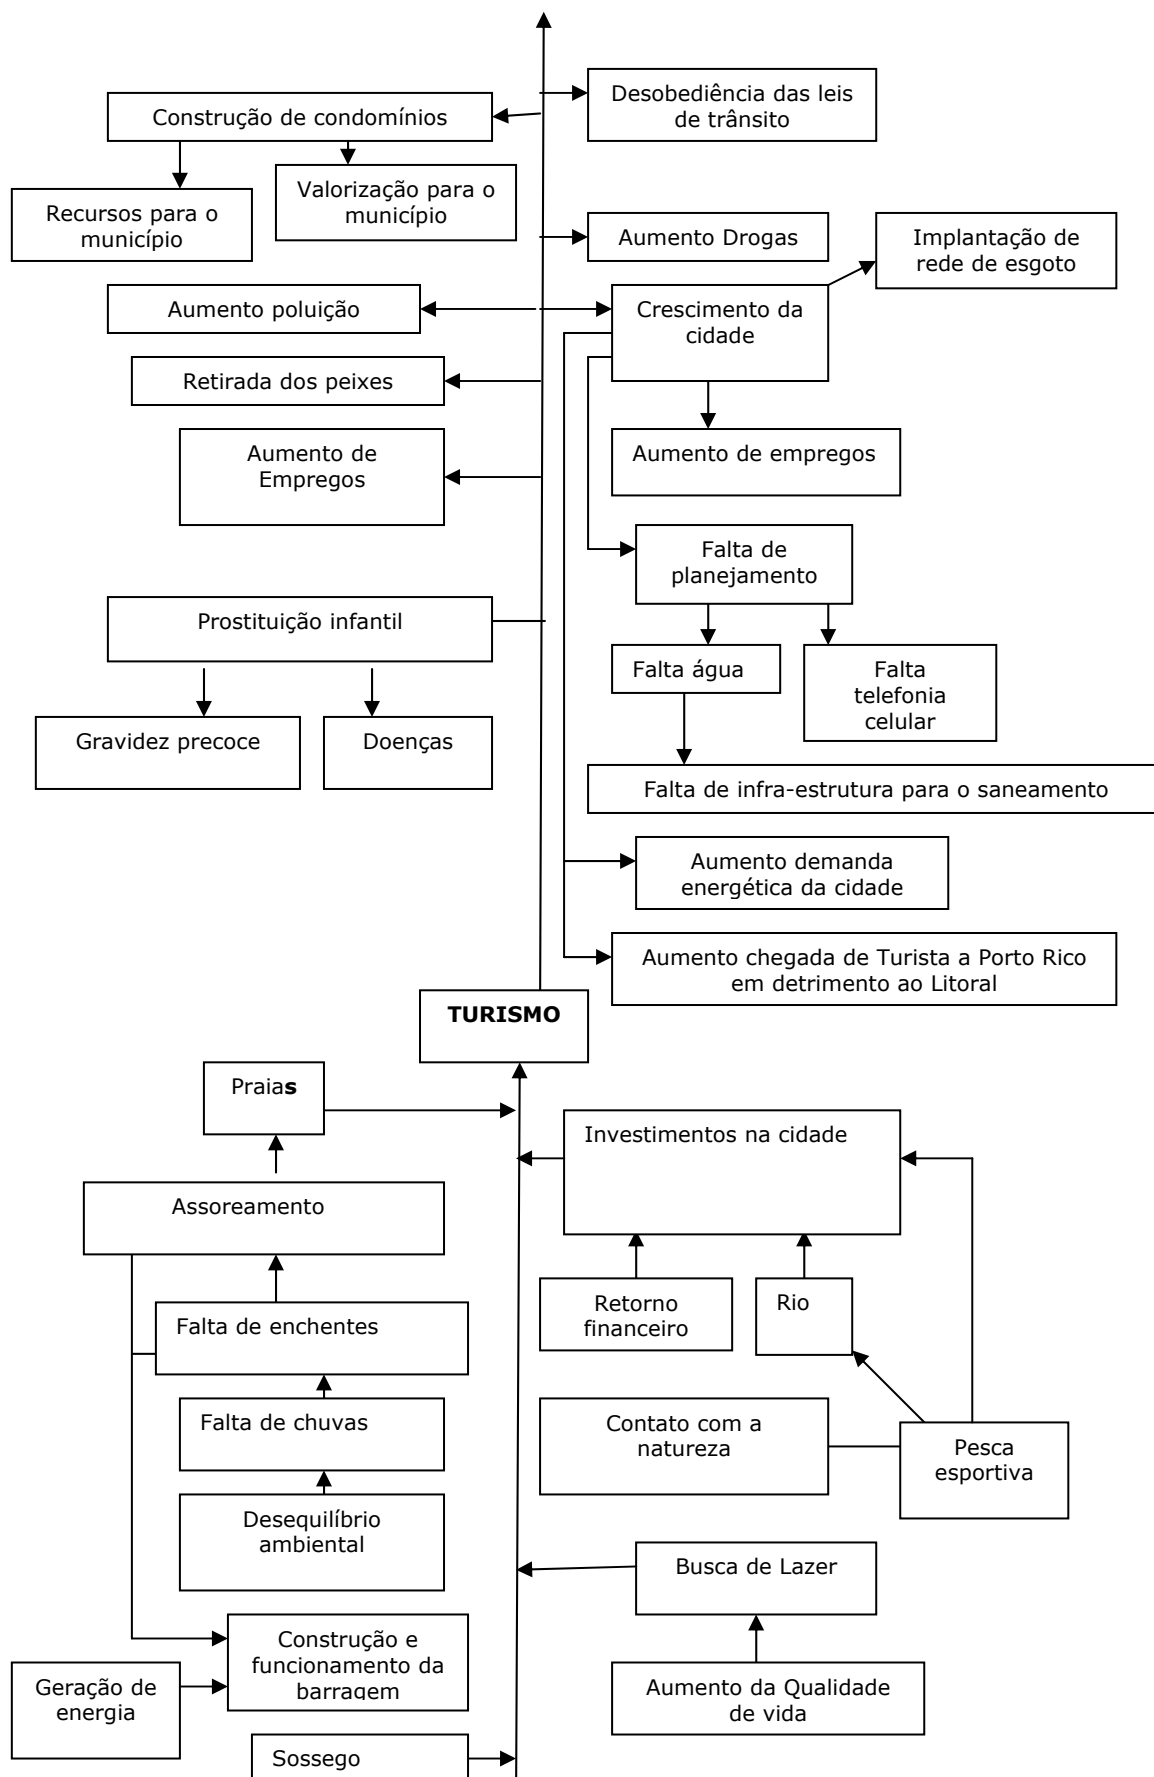 Desobediência das leis
de trânsito
Construção de condomínios
Valorização para o
município
Recursos para o
município
Aumento Drogas
Implantação de
rede de esgoto
Aumento poluição
Crescimento da
cidade
Retirada dos peixes
Aumento de
Empregos
Aumento de empregos
Falta de
planejamento
Prostituição infantil
Falta água
Falta
telefonia
celular
Gravidez precoce
Doenças
Falta de infra-estrutura para o saneamento
Aumento demanda
energética da cidade
Aumento chegada de Turista a Porto Rico
em detrimento ao Litoral
TURISMO
Praias
Investimentos na cidade
Assoreamento
Retorno
financeiro
Rio
Falta de enchentes
Falta de chuvas
Contato com a
natureza
Pesca
esportiva
Desequilíbrio
ambiental
Busca de Lazer
Construção e
funcionamento da
barragem
Geração de
energia
Aumento da Qualidade
de vida
Sossego